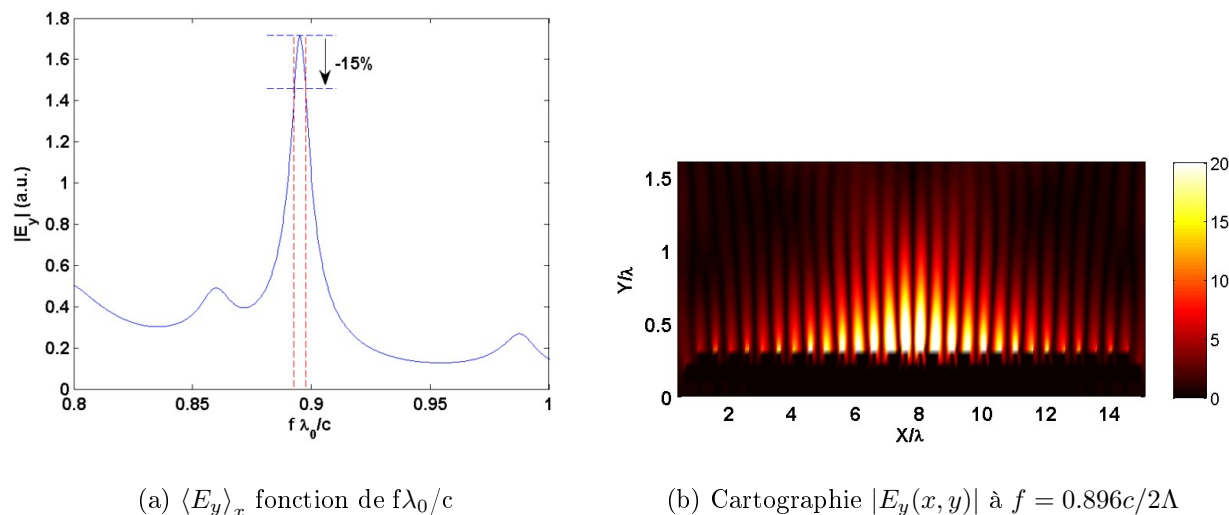 1.8
1.6
1.4
1.2
1
0.8
0.6
0.4
0.2
0
|E_y| (a.u.)
-15%
0.8 0.85 0.9 0.95 1
f λ_0/c
1.5
1
0.5
0
Y/λ
2 4 6 8 10 12 14
X/λ
20
15
10
5
0
(a) ⟨E_y⟩_x fonction de fλ_0/c
(b) Cartographie |E_y(x, y)| à f = 0.896c/2Λ